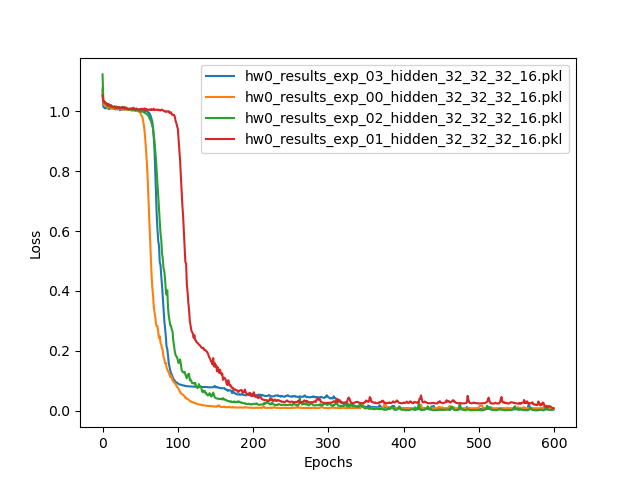 hw0_results_exp_03_hidden_32_32_32_16.pkl
hw0_results_exp_00_hidden_32_32_32_16.pkl
hw0_results_exp_02_hidden_32_32_32_16.pkl
hw0_results_exp_01_hidden_32_32_32_16.pkl
1.0
0.8
0.6
0.4
0.2
0.0
Loss
0 100 200 300 400 500 600
Epochs